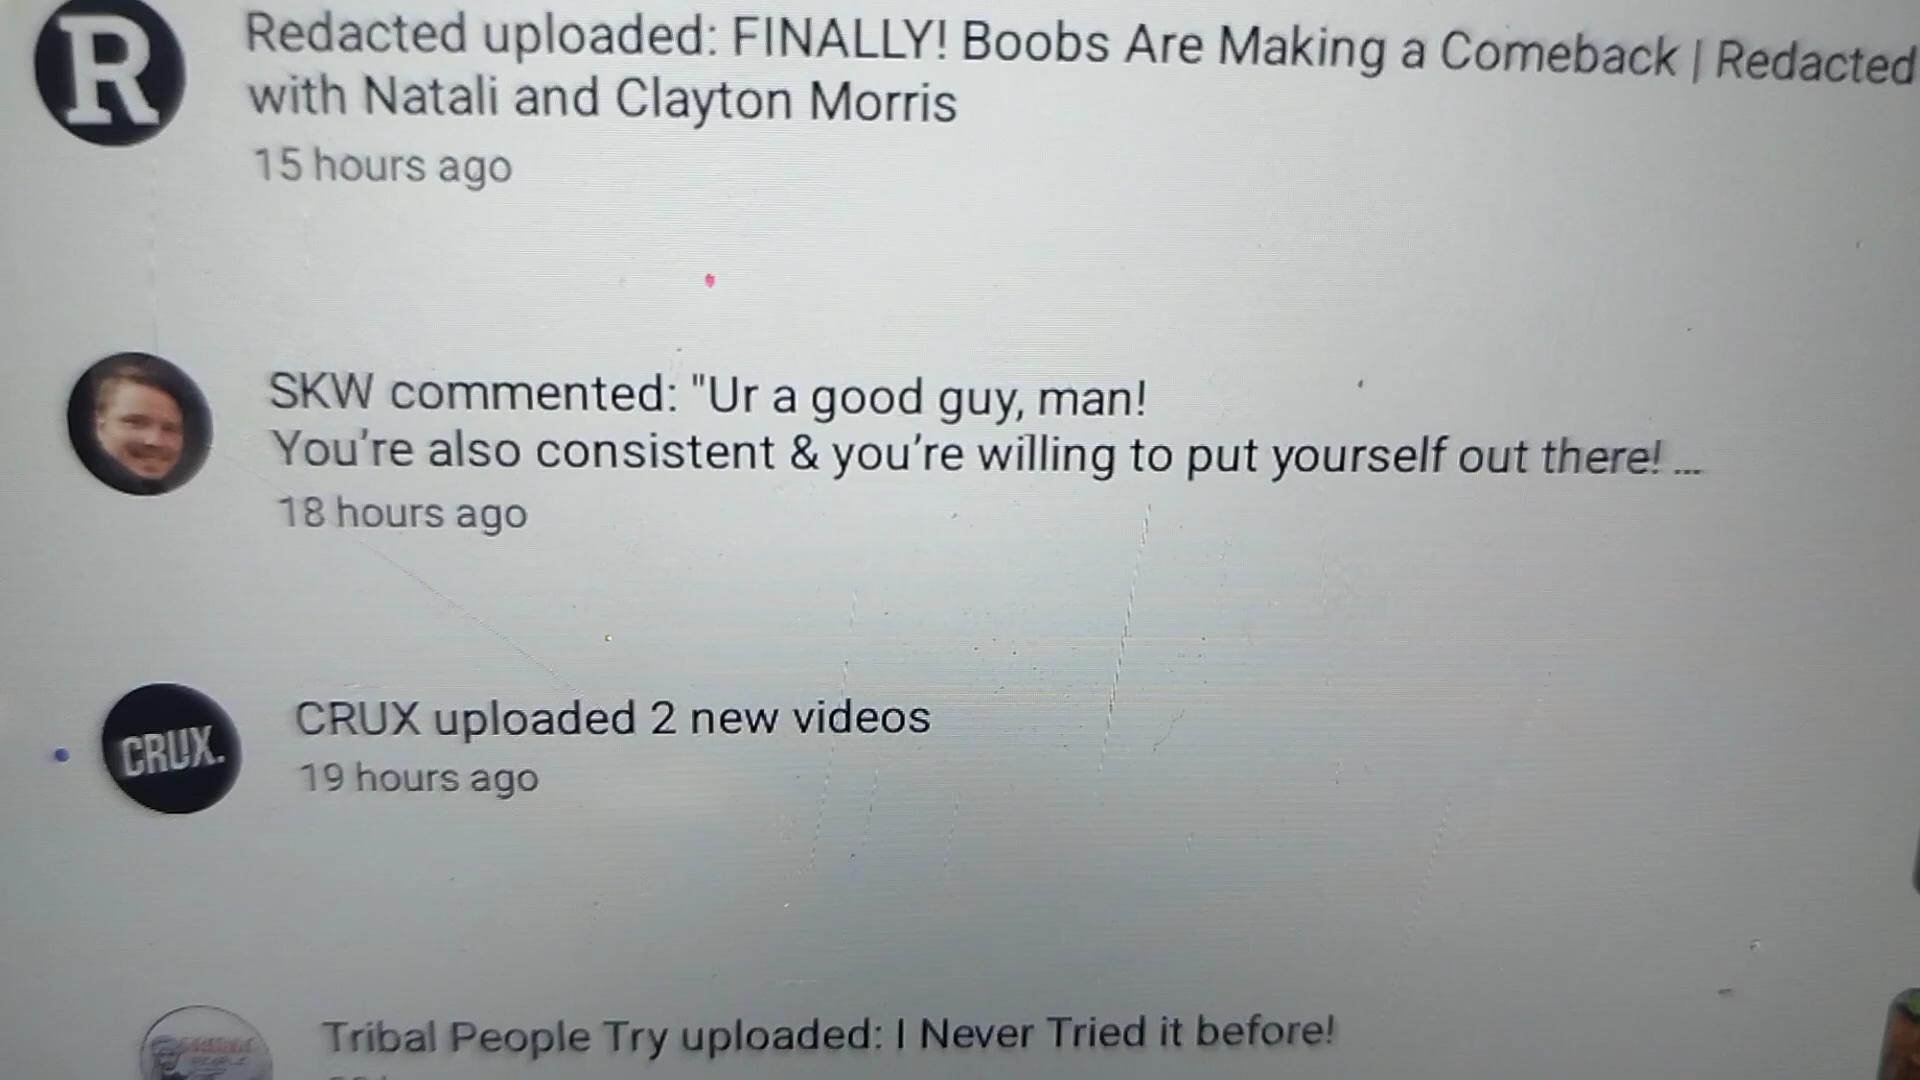 R
Redacted uploaded: FINALLY! Boobs Are Making a Comeback | Redacted
with Natali and Clayton Morris
15 hours ago
SKW commented: "Ur a good guy, man!
You're also consistent & you're willing to put yourself out there! ...
18 hours ago
CRUX.
CRUX uploaded 2 new videos
19 hours ago
Tribal People Try uploaded: I Never Tried it before!